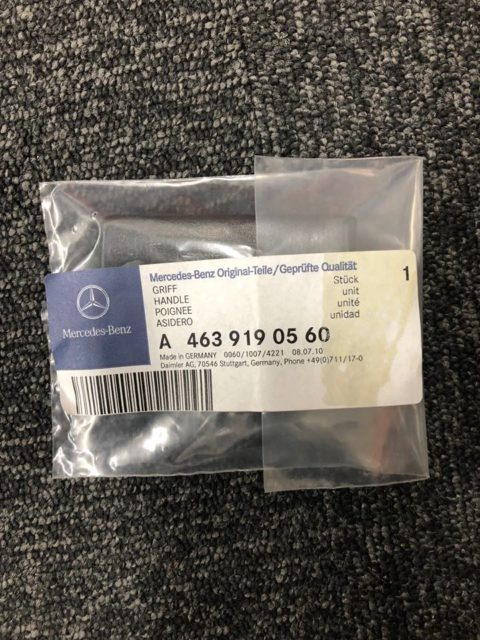 Mercedes-Benz
Mercedes-Benz Original-Teile/Geprüfte Qualität
GRIFF
HANDLE
POIGNEE
ASIDERO
Stück
unit
unité
unidad
1
A 463 919 05 60
Made in GERMANY 0060/1007/4221 08.07.10
Daimler AG, 70546 Stuttgart, Germany, Phone +49(0)711/17-0